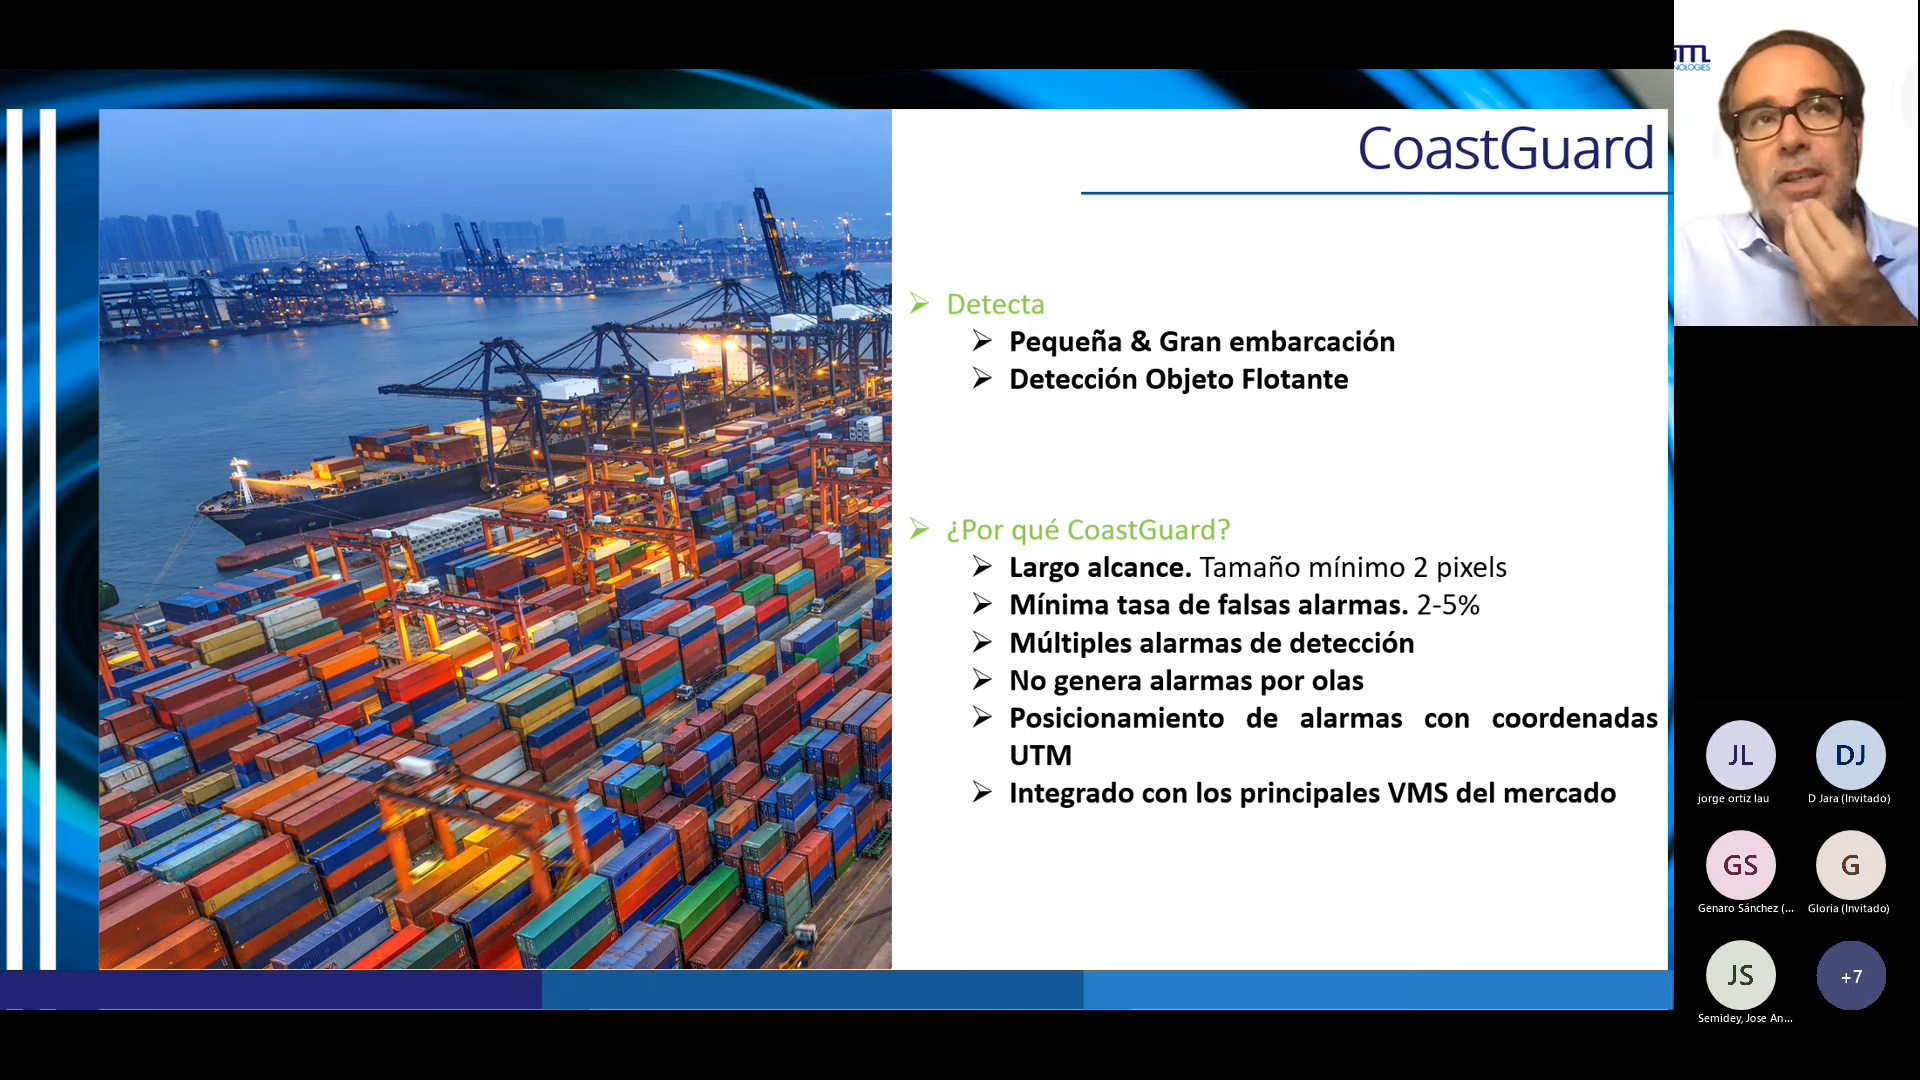 CoastGuard
Detecta
Pequeña & Gran embarcación
Detección Objeto Flotante
¿Por qué CoastGuard?
Largo alcance. Tamaño mínimo 2 pixels
Mínima tasa de falsas alarmas. 2-5%
Múltiples alarmas de detección
No genera alarmas por olas
Posicionamiento de alarmas con coordenadas
UTM
Integrado con los principales VMS del mercado
JL
jorge ortiz lau
DJ
D Jara (Invitado)
GS
Genaro Sánchez (...
G
Gloria (Invitado)
JS
Semidey, Jose An...
+7